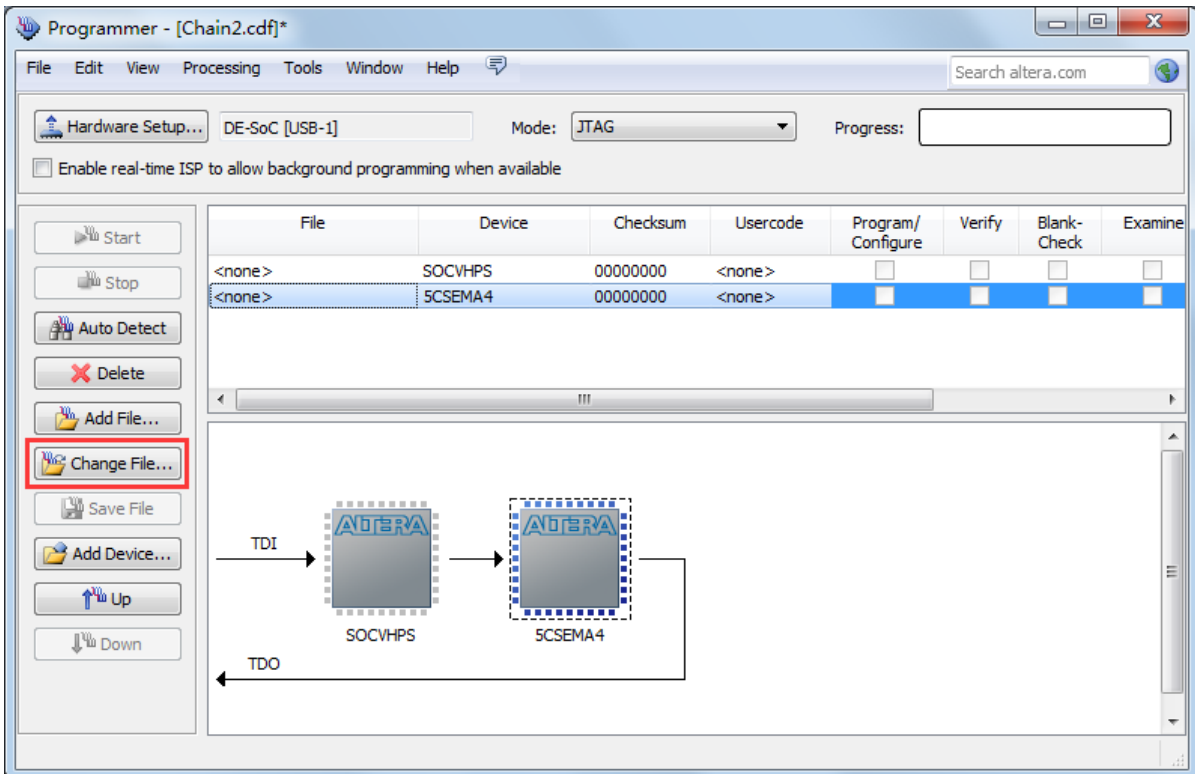 Programmer - [Chain2.cdf]*
File Edit View Processing Tools Window Help
Search altera.com
Hardware Setup... DE-SoC [USB-1] Mode: JTAG Progress:
Enable real-time ISP to allow background programming when available
Start
Stop
Auto Detect
Delete
Add File...
Change File...
Save File
Add Device...
Up
Down
File Device Checksum Usercode Program/ Verify Blank- Examine
Configure Check
<none> SOCVHPS 00000000 <none>
<none> 5CSEMA4 00000000 <none>
TDI
ALTERA
ALTERA
SOCVHPS
5CSEMA4
TDO